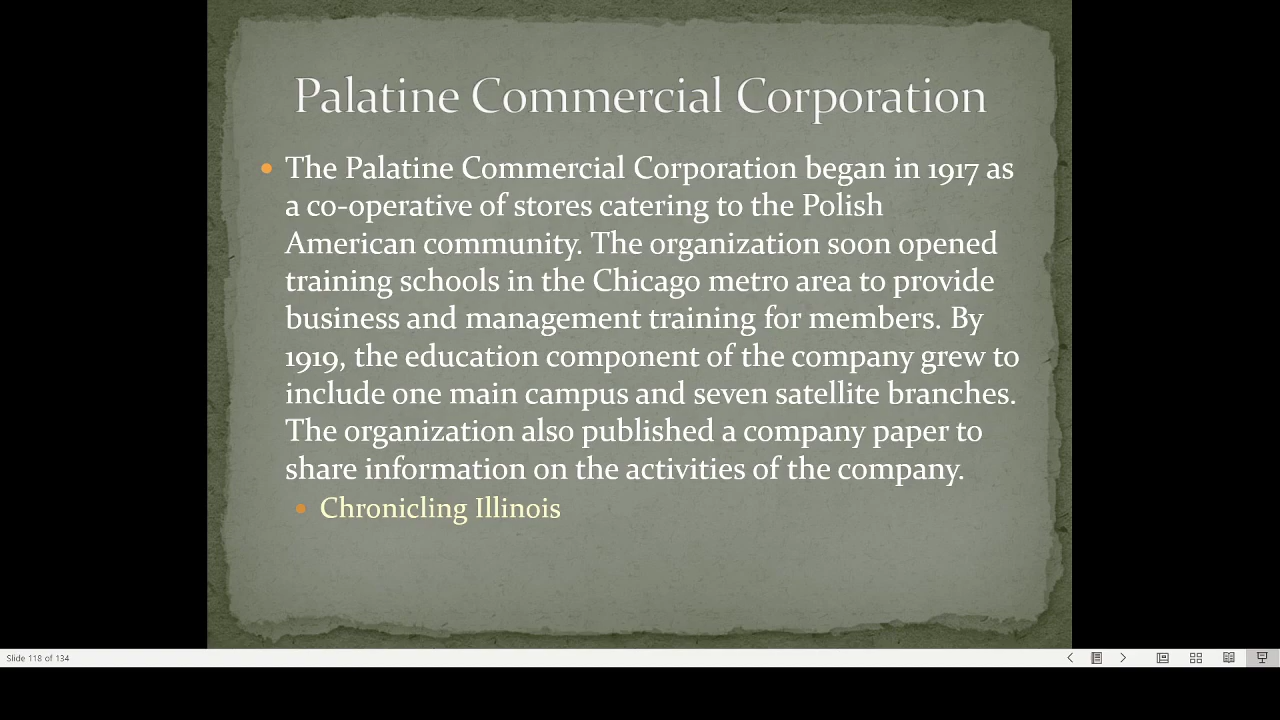 Palatine Commercial Corporation
The Palatine Commercial Corporation began in 1917 as
a co-operative of stores catering to the Polish
American community. The organization soon opened
training schools in the Chicago metro area to provide
business and management training for members. By
1919, the education component of the company grew to
include one main campus and seven satellite branches.
The organization also published a company paper to
share information on the activities of the company.
Chronicling Illinois
Slide 118 of 134